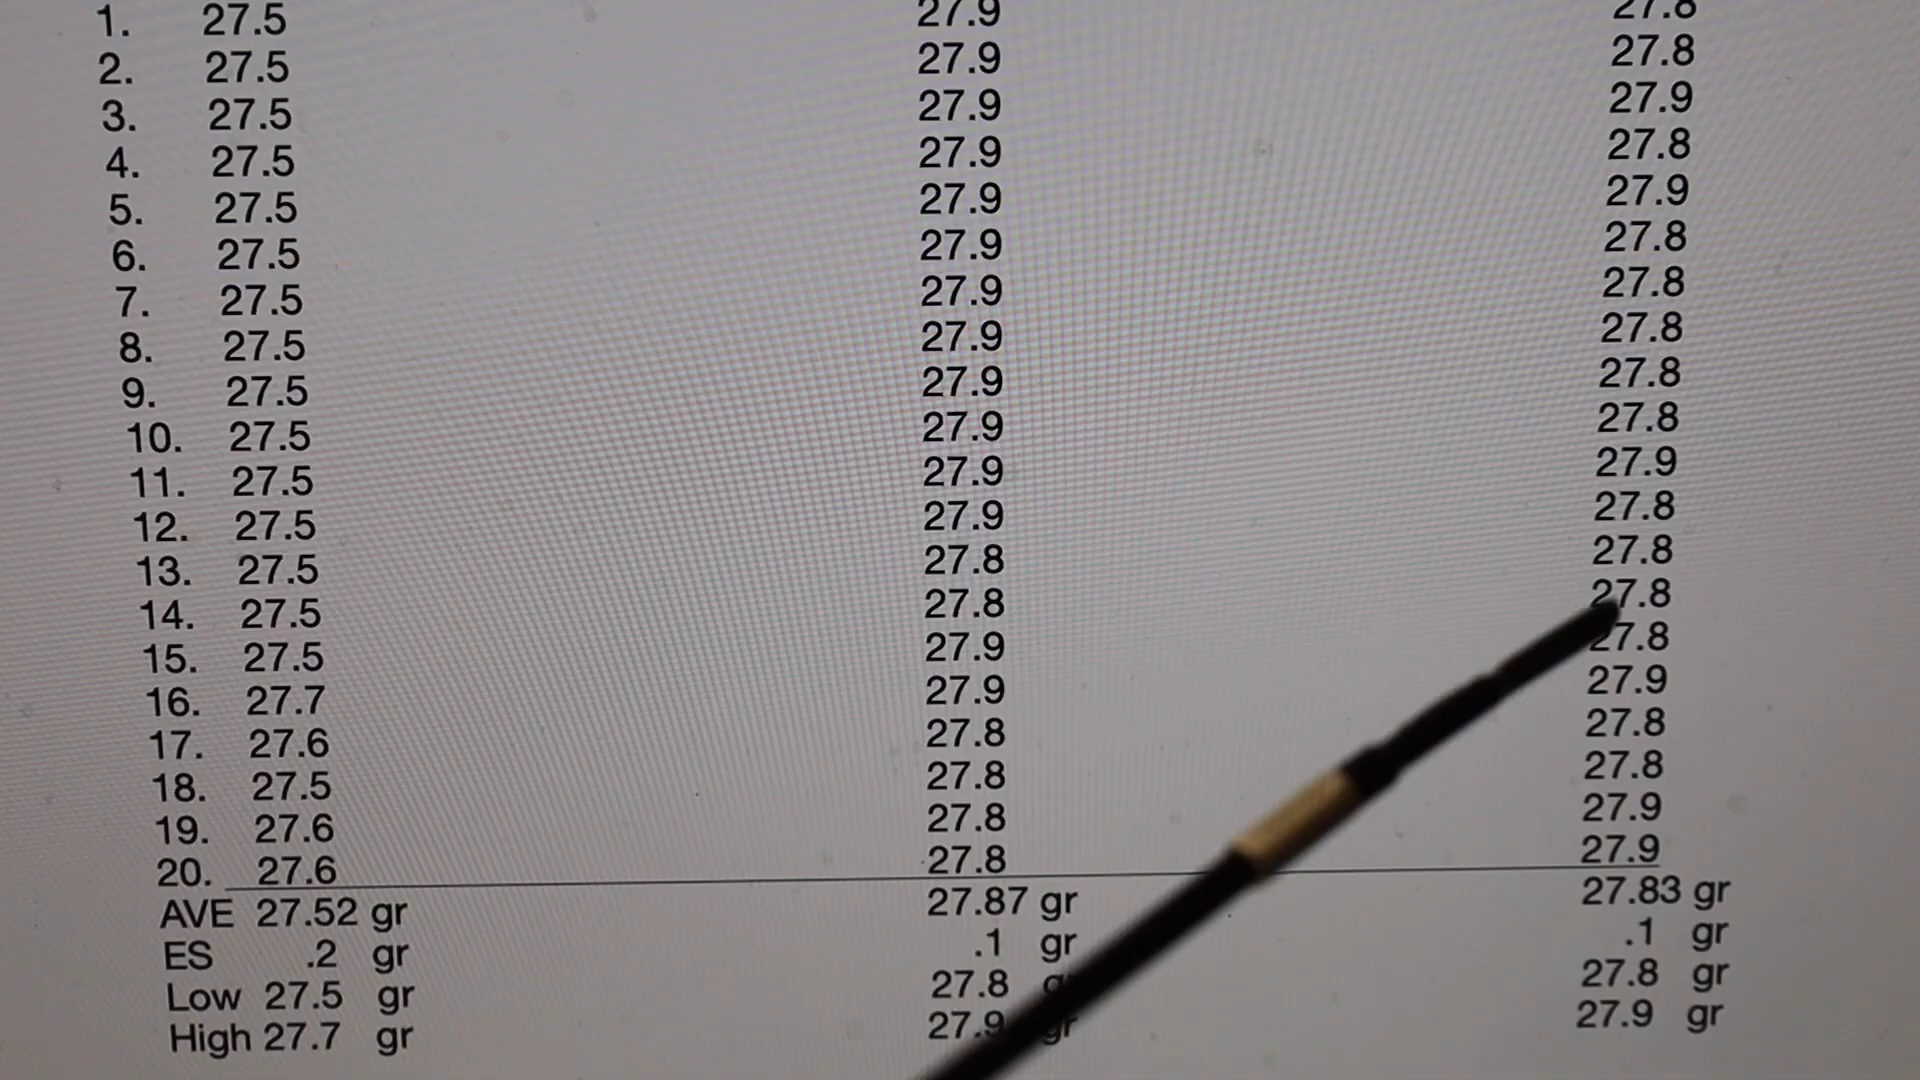 1. 27.5 27.9 27.8
2. 27.5 27.9 27.8
3. 27.5 27.9 27.9
4. 27.5 27.9 27.8
5. 27.5 27.9 27.9
6. 27.5 27.9 27.8
7. 27.5 27.9 27.8
8. 27.5 27.9 27.8
9. 27.5 27.9 27.8
10. 27.5 27.9 27.8
11. 27.5 27.9 27.9
12. 27.5 27.9 27.8
13. 27.5 27.8 27.8
14. 27.5 27.8 27.8
15. 27.5 27.9 27.8
16. 27.7 27.9 27.9
17. 27.6 27.8 27.8
18. 27.5 27.8 27.8
19. 27.6 27.8 27.9
20. 27.6 27.8 27.9
AVE 27.52 gr 27.87 gr 27.83 gr
ES .2 gr .1 gr .1 gr
Low 27.5 gr 27.8 gr 27.8 gr
High 27.7 gr 27.9 gr 27.9 gr